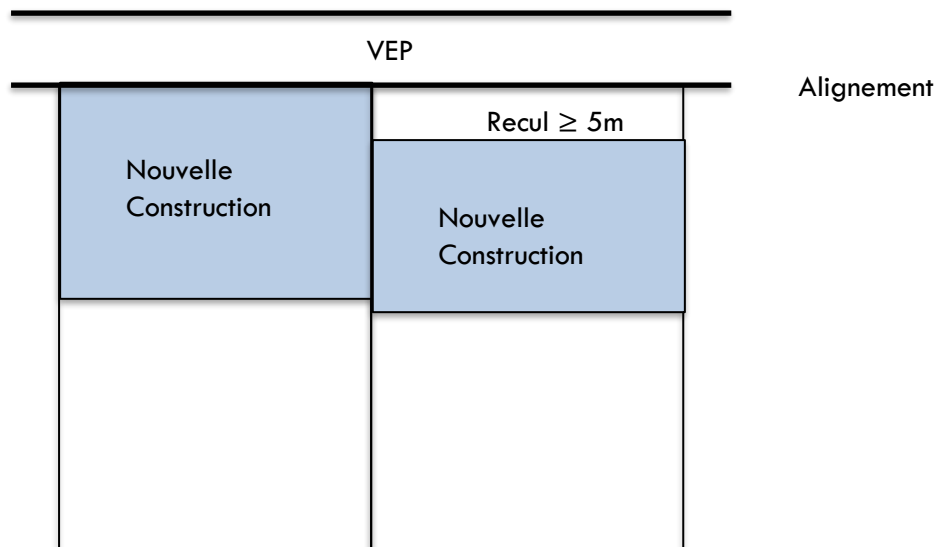 VEP
Alignement
Recul ≥ 5m
Nouvelle
Construction
Nouvelle
Construction